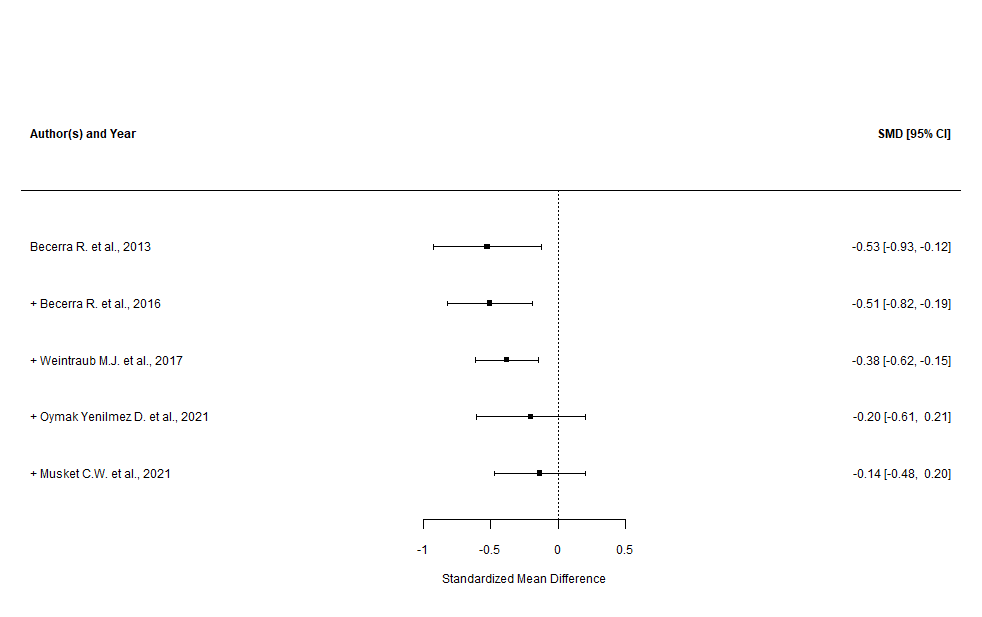 Author(s) and Year SMD [95% CI]
Becerra R. et al., 2013 -0.53 [-0.93, -0.12]
+ Becerra R. et al., 2016 -0.51 [-0.82, -0.19]
+ Weintraub M.J. et al., 2017 -0.38 [-0.62, -0.15]
+ Oymak Yenilmez D. et al., 2021 -0.20 [-0.61, 0.21]
+ Musket C.W. et al., 2021 -0.14 [-0.48, 0.20]
-1 -0.5 0 0.5
Standardized Mean Difference